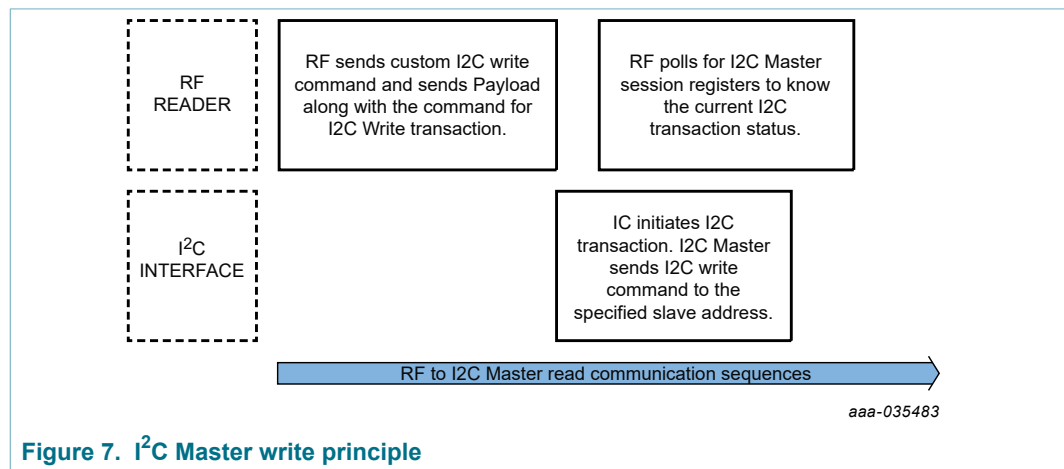 RF
READER
RF sends custom I2C write
command and sends Payload
along with the command for
I2C Write transaction.
RF polls for I2C Master
session registers to know
the current I2C
transaction status.
I²C
INTERFACE
IC initiates I2C
transaction. I2C Master
sends I2C write
command to the
specified slave address.
RF to I2C Master read communication sequences
aaa-035483
Figure 7. I²C Master write principle